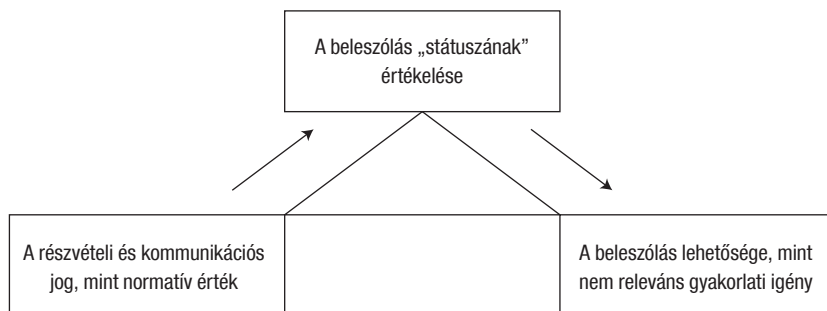 A beleszólás „státuszának”
értékelése
A részvételi és kommunikációs
jog, mint normatív érték
A beleszólás lehetősége, mint
nem releváns gyakorlati igény